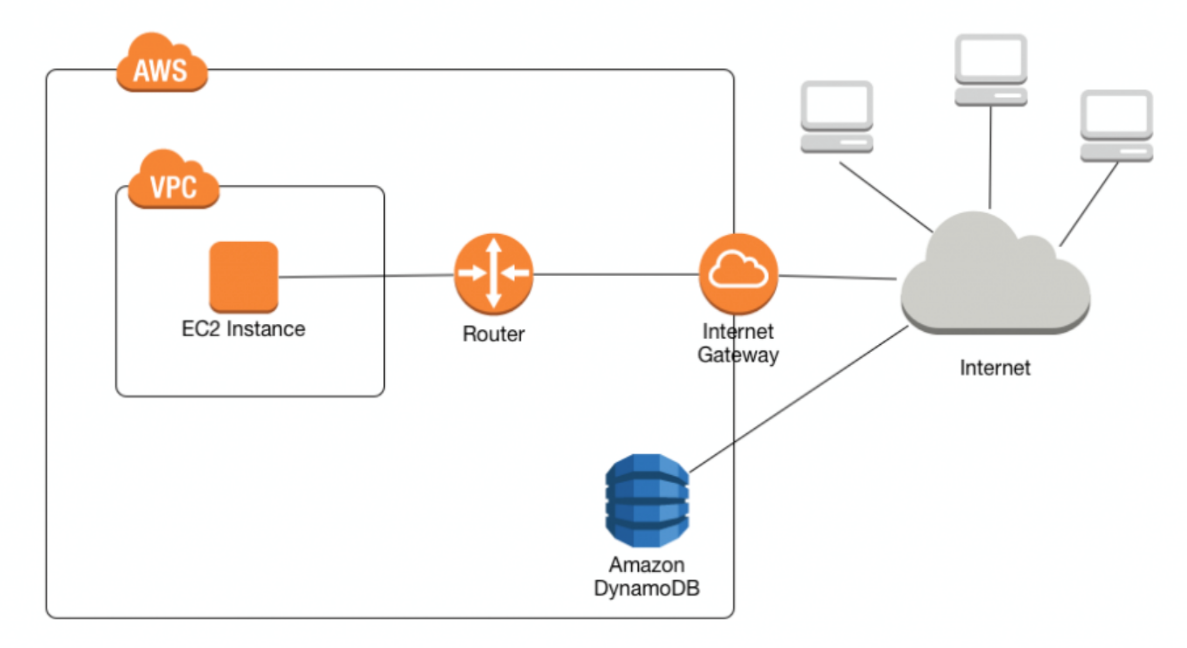 AWS
VPC
EC2 Instance
Router
Internet
Gateway
Internet
Amazon
DynamoDB